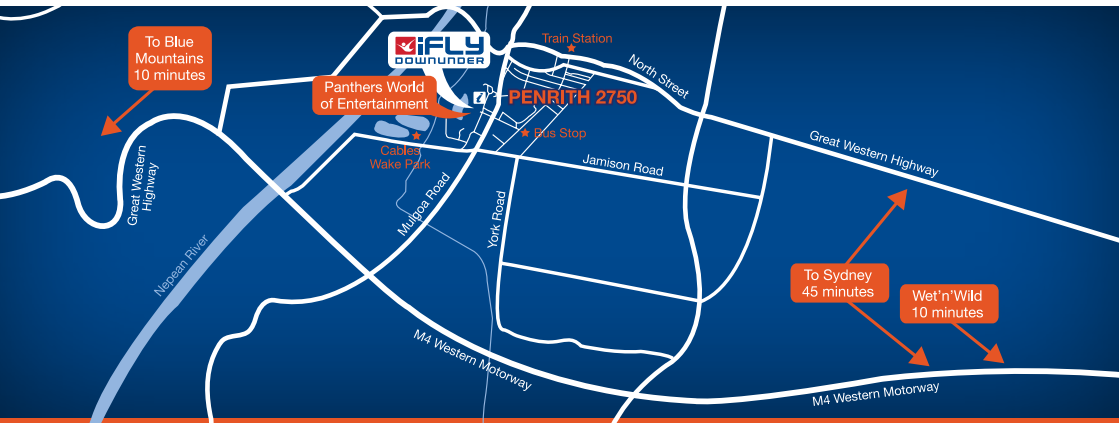 To Blue
Mountains
10 minutes
iFLY
DOWNUNDER
Train Station
North Street
Panthers World
of Entertainment
i
PENRITH 2750
Bus Stop
Cables
Wake Park
Jamison Road
Great Western Highway
Great Western
Highway
Mulgoa Road
York Road
Nepean River
To Sydney
45 minutes
Wet'n'Wild
10 minutes
M4 Western Motorway
M4 Western Motorway